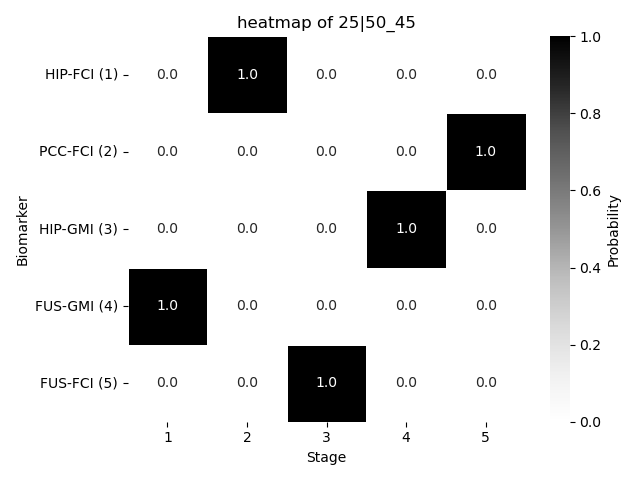 heatmap of 25|50_45
Biomarker
HIP-FCI (1) 0.0 1.0 0.0 0.0 0.0
PCC-FCI (2) 0.0 0.0 0.0 0.0 1.0
HIP-GMI (3) 0.0 0.0 0.0 1.0 0.0
FUS-GMI (4) 1.0 0.0 0.0 0.0 0.0
FUS-FCI (5) 0.0 0.0 1.0 0.0 0.0
1 2 3 4 5
Stage
1.0
0.8
0.6
0.4
0.2
0.0
Probability